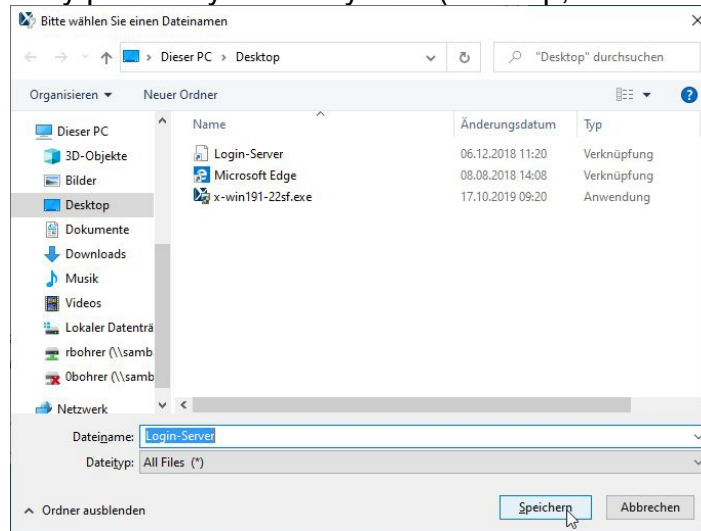 Bitte wählen Sie einen Dateinamen
Dieser PC > Desktop
"Desktop" durchsuchen
Organisieren
Neuer Ordner
Name
Änderungsdatum
Typ
Dieser PC
3D-Objekte
Bilder
Desktop
Dokumente
Downloads
Musik
Videos
Lokaler Datenträ
rbohrer (\\samb
0bohrer (\\samb
Netzwerk
Login-Server 06.12.2018 11:20 Verknüpfung
Microsoft Edge 08.08.2018 14:08 Verknüpfung
x-win191-22sf.exe 17.10.2019 09:20 Anwendung
Dateiname: Login-Server
Dateityp: All Files (*)
Ordner ausblenden
Speichern
Abbrechen